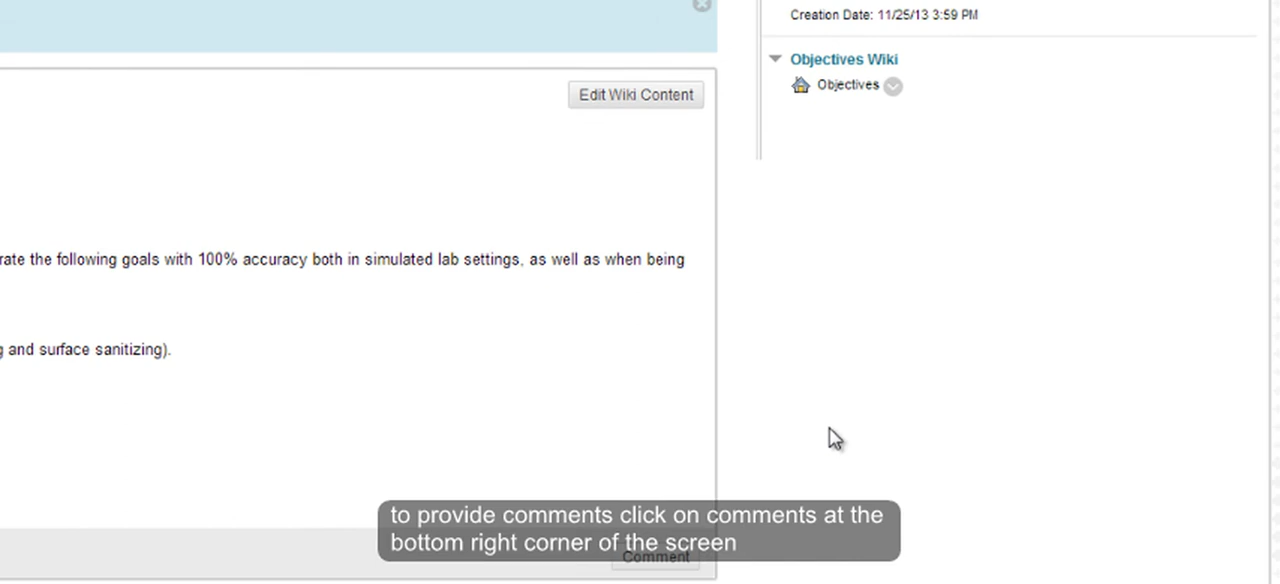 Creation Date: 11/25/13 3:59 PM
Objectives Wiki
Objectives
Edit Wiki Content
rate the following goals with 100% accuracy both in simulated lab settings, as well as when being
and surface sanitizing).
to provide comments click on comments at the
bottom right corner of the screen
Comment